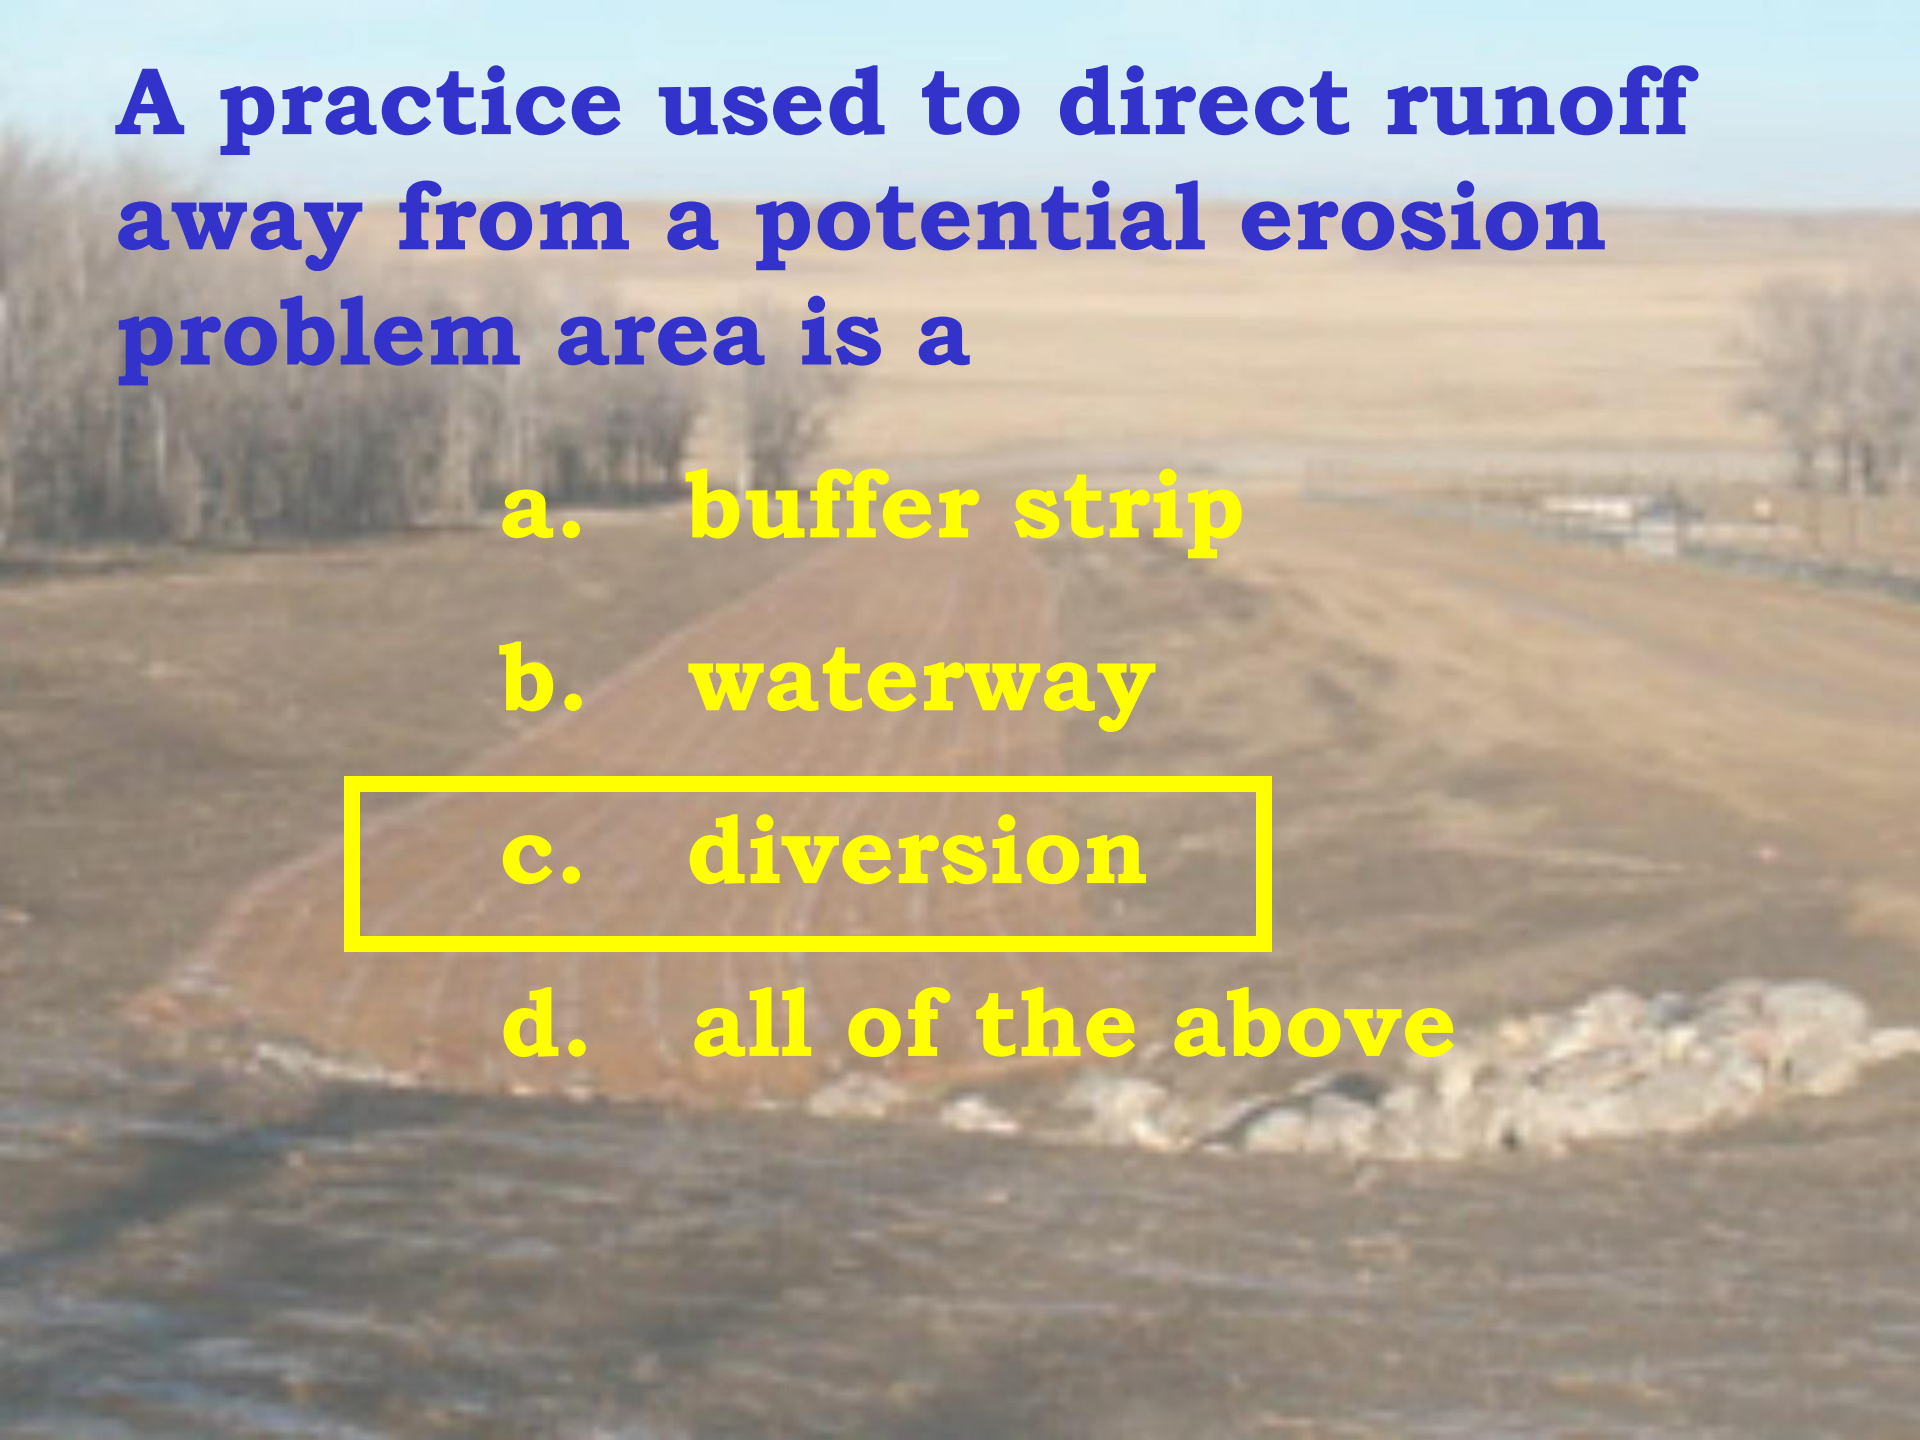 A practice used to direct runoff
away from a potential erosion
problem area is a
a. buffer strip
b. waterway
c. diversion
d. all of the above